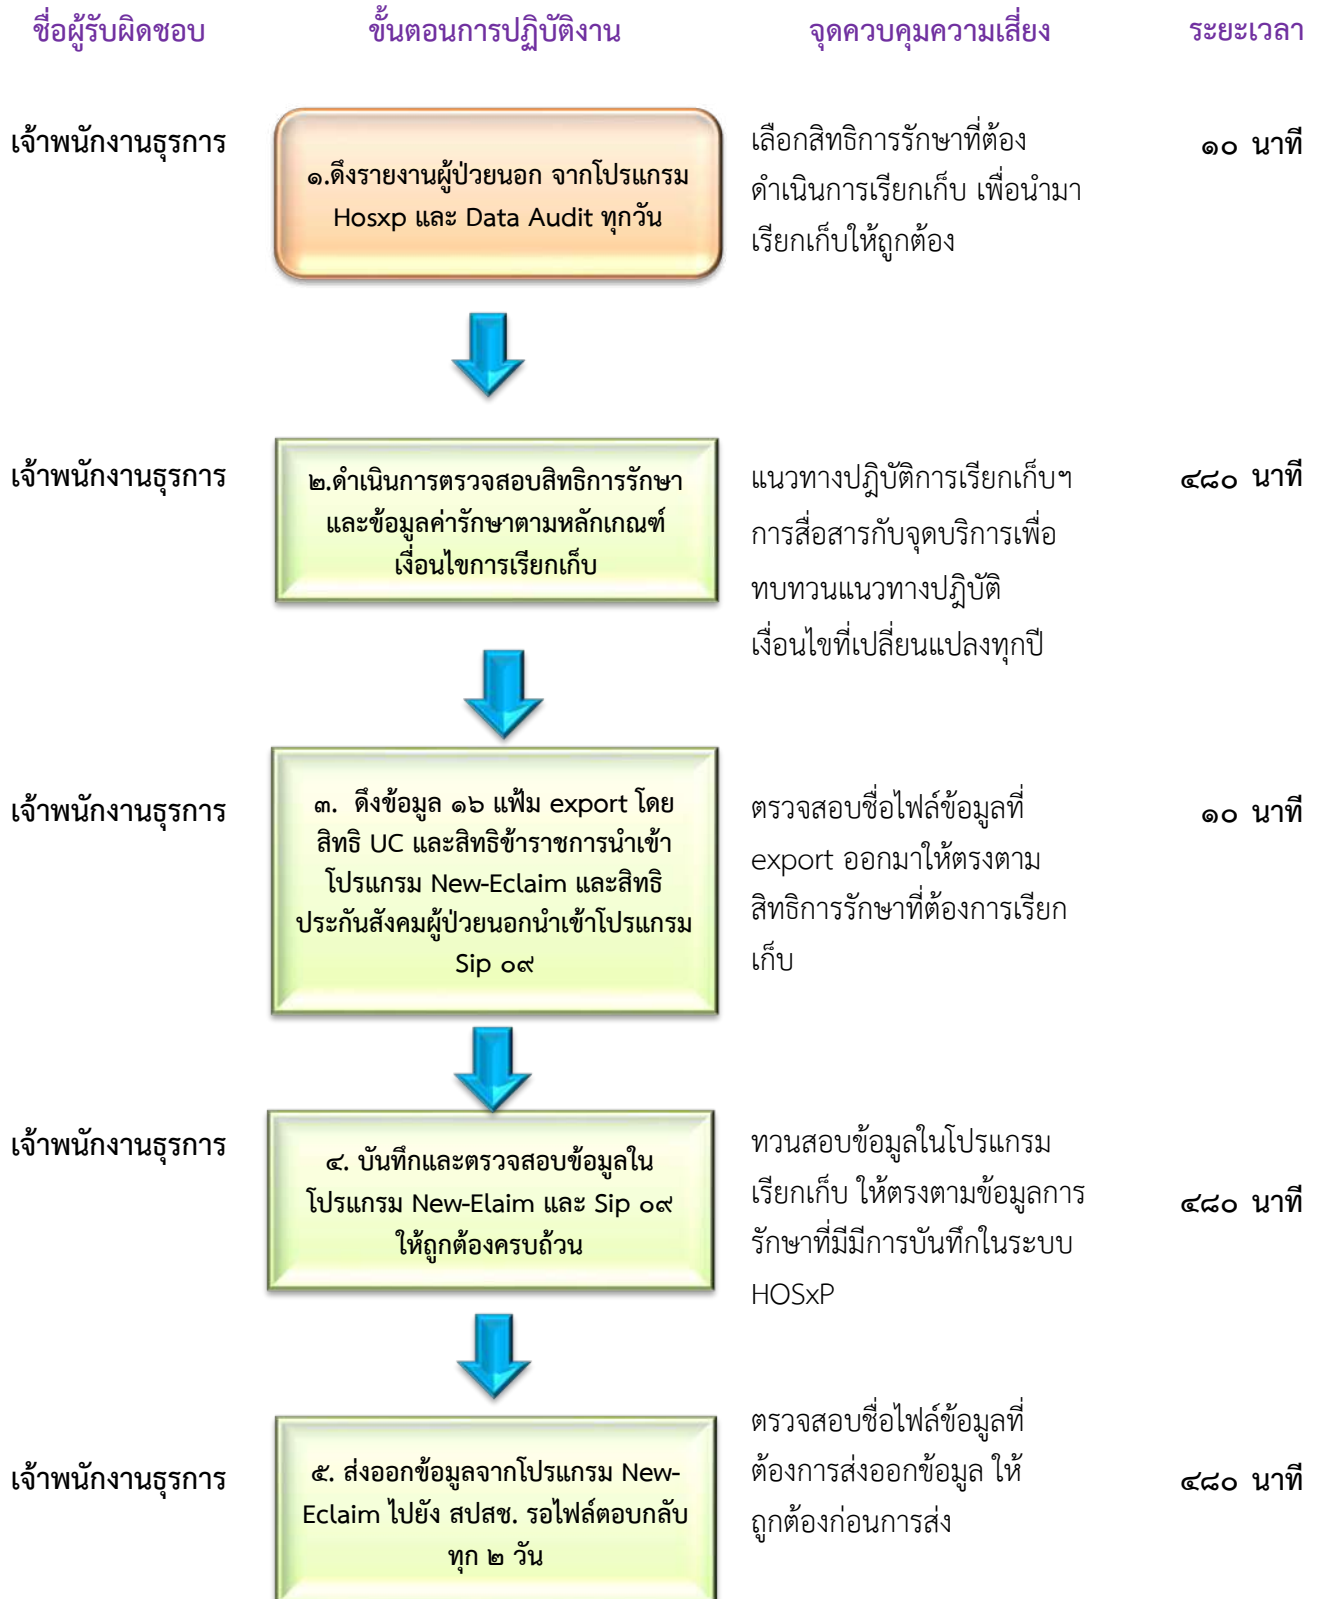 ชื่อผู้รับผิดชอบ ขั้นตอนการปฏิบัติงาน จุดควบคุมความเสี่ยง ระยะเวลา
เจ้าพนักงานธุรการ
๑.ดึงรายงานผู้ป่วยนอก จากโปรแกรม
Hosxp และ Data Audit ทุกวัน
เลือกสิทธิการรักษาที่ต้อง
ดำเนินการเรียกเก็บ เพื่อนำมา
เรียกเก็บให้ถูกต้อง
๑๐ นาที
เจ้าพนักงานธุรการ
๒.ดำเนินการตรวจสอบสิทธิการรักษา
และข้อมูลค่ารักษาตามหลักเกณฑ์
เงื่อนไขการเรียกเก็บ
แนวทางปฎิบัติการเรียกเก็บฯ
การสื่อสารกับจุดบริการเพื่อ
ทบทวนแนวทางปฎิบัติ
เงื่อนไขที่เปลี่ยนแปลงทุกปี
๔๘๐ นาที
เจ้าพนักงานธุรการ
๓. ดึงข้อมูล ๑๖ แฟ้ม export โดย
สิทธิ UC และสิทธิข้าราชการนำเข้า
โปรแกรม New-Eclaim และสิทธิ
ประกันสังคมผู้ป่วยนอกนำเข้าโปรแกรม
Sip ๐๙
ตรวจสอบชื่อไฟล์ข้อมูลที่
export ออกมาให้ตรงตาม
สิทธิการรักษาที่ต้องการเรียก
เก็บ
๑๐ นาที
เจ้าพนักงานธุรการ
๔. บันทึกและตรวจสอบข้อมูลใน
โปรแกรม New-Elaim และ Sip ๐๙
ให้ถูกต้องครบถ้วน
ทวนสอบข้อมูลในโปรแกรม
เรียกเก็บ ให้ตรงตามข้อมูลการ
รักษาที่มีมีการบันทึกในระบบ
HOSxP
๔๘๐ นาที
เจ้าพนักงานธุรการ
๕. ส่งออกข้อมูลจากโปรแกรม New-
Eclaim ไปยัง สปสช. รอไฟล์ตอบกลับ
ทุก ๒ วัน
ตรวจสอบชื่อไฟล์ข้อมูลที่
ต้องการส่งออกข้อมูล ให้
ถูกต้องก่อนการส่ง
๔๘๐ นาที